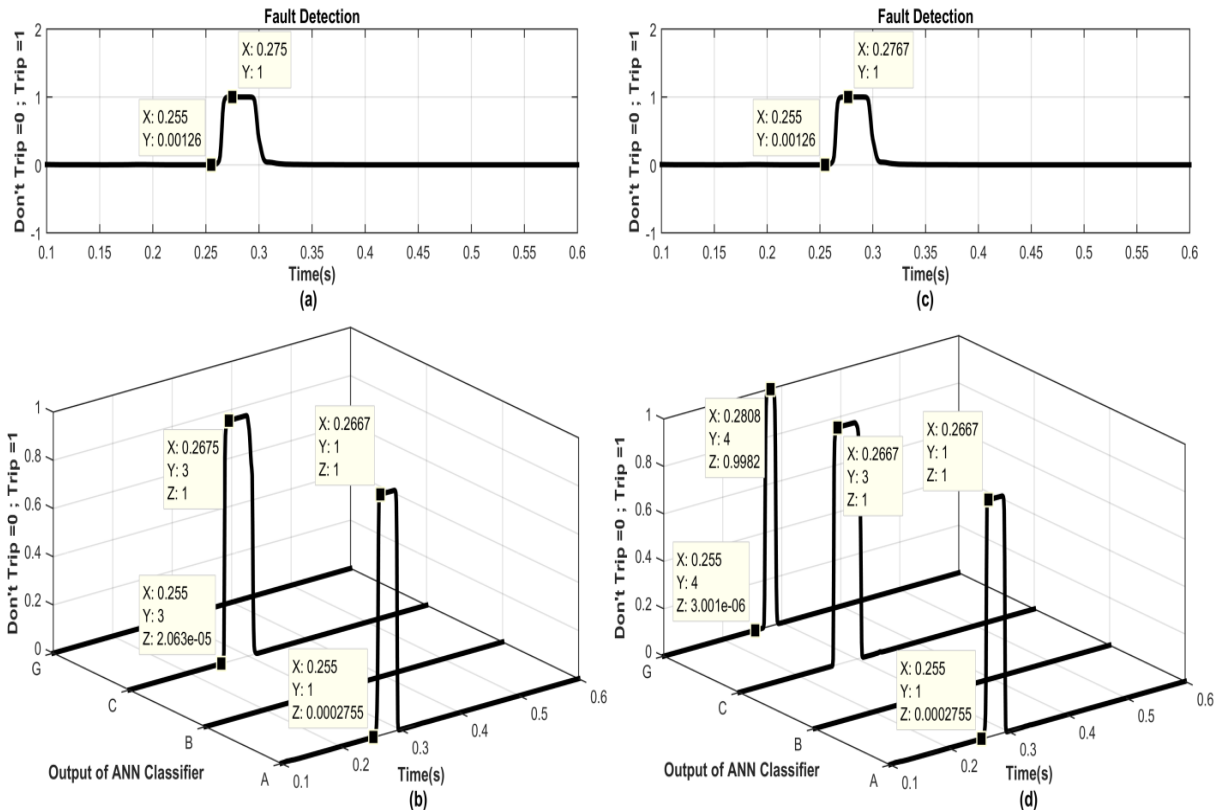 Fault Detection
Don't Trip =0 ; Trip =1
2
1
0
-1
X: 0.275
Y: 1
X: 0.255
Y: 0.00126
0.1 0.15 0.2 0.25 0.3 0.35 0.4 0.45 0.5 0.55 0.6
Time(s)
(a)
Fault Detection
Don't Trip =0 ; Trip =1
2
1
0
-1
X: 0.2767
Y: 1
X: 0.255
Y: 0.00126
0.1 0.15 0.2 0.25 0.3 0.35 0.4 0.45 0.5 0.55 0.6
Time(s)
(c)
Don't Trip =0 ; Trip =1
1
0.8
0.6
0.4
0.2
0
X: 0.2675
Y: 3
Z: 1
X: 0.2667
Y: 1
Z: 1
X: 0.255
Y: 3
Z: 2.063e-05
X: 0.255
Y: 1
Z: 0.0002755
G
C
B
A
0.1
0.2
0.3
0.4
0.5
0.6
Output of ANN Classifier
Time(s)
(b)
Don't Trip =0 ; Trip =1
1
0.8
0.6
0.4
0.2
0
X: 0.2808
Y: 4
Z: 0.9982
X: 0.2667
Y: 3
Z: 1
X: 0.2667
Y: 1
Z: 1
X: 0.255
Y: 4
Z: 3.001e-06
X: 0.255
Y: 1
Z: 0.0002755
G
C
B
A
0.1
0.2
0.3
0.4
0.5
0.6
Output of ANN Classifier
Time(s)
(d)